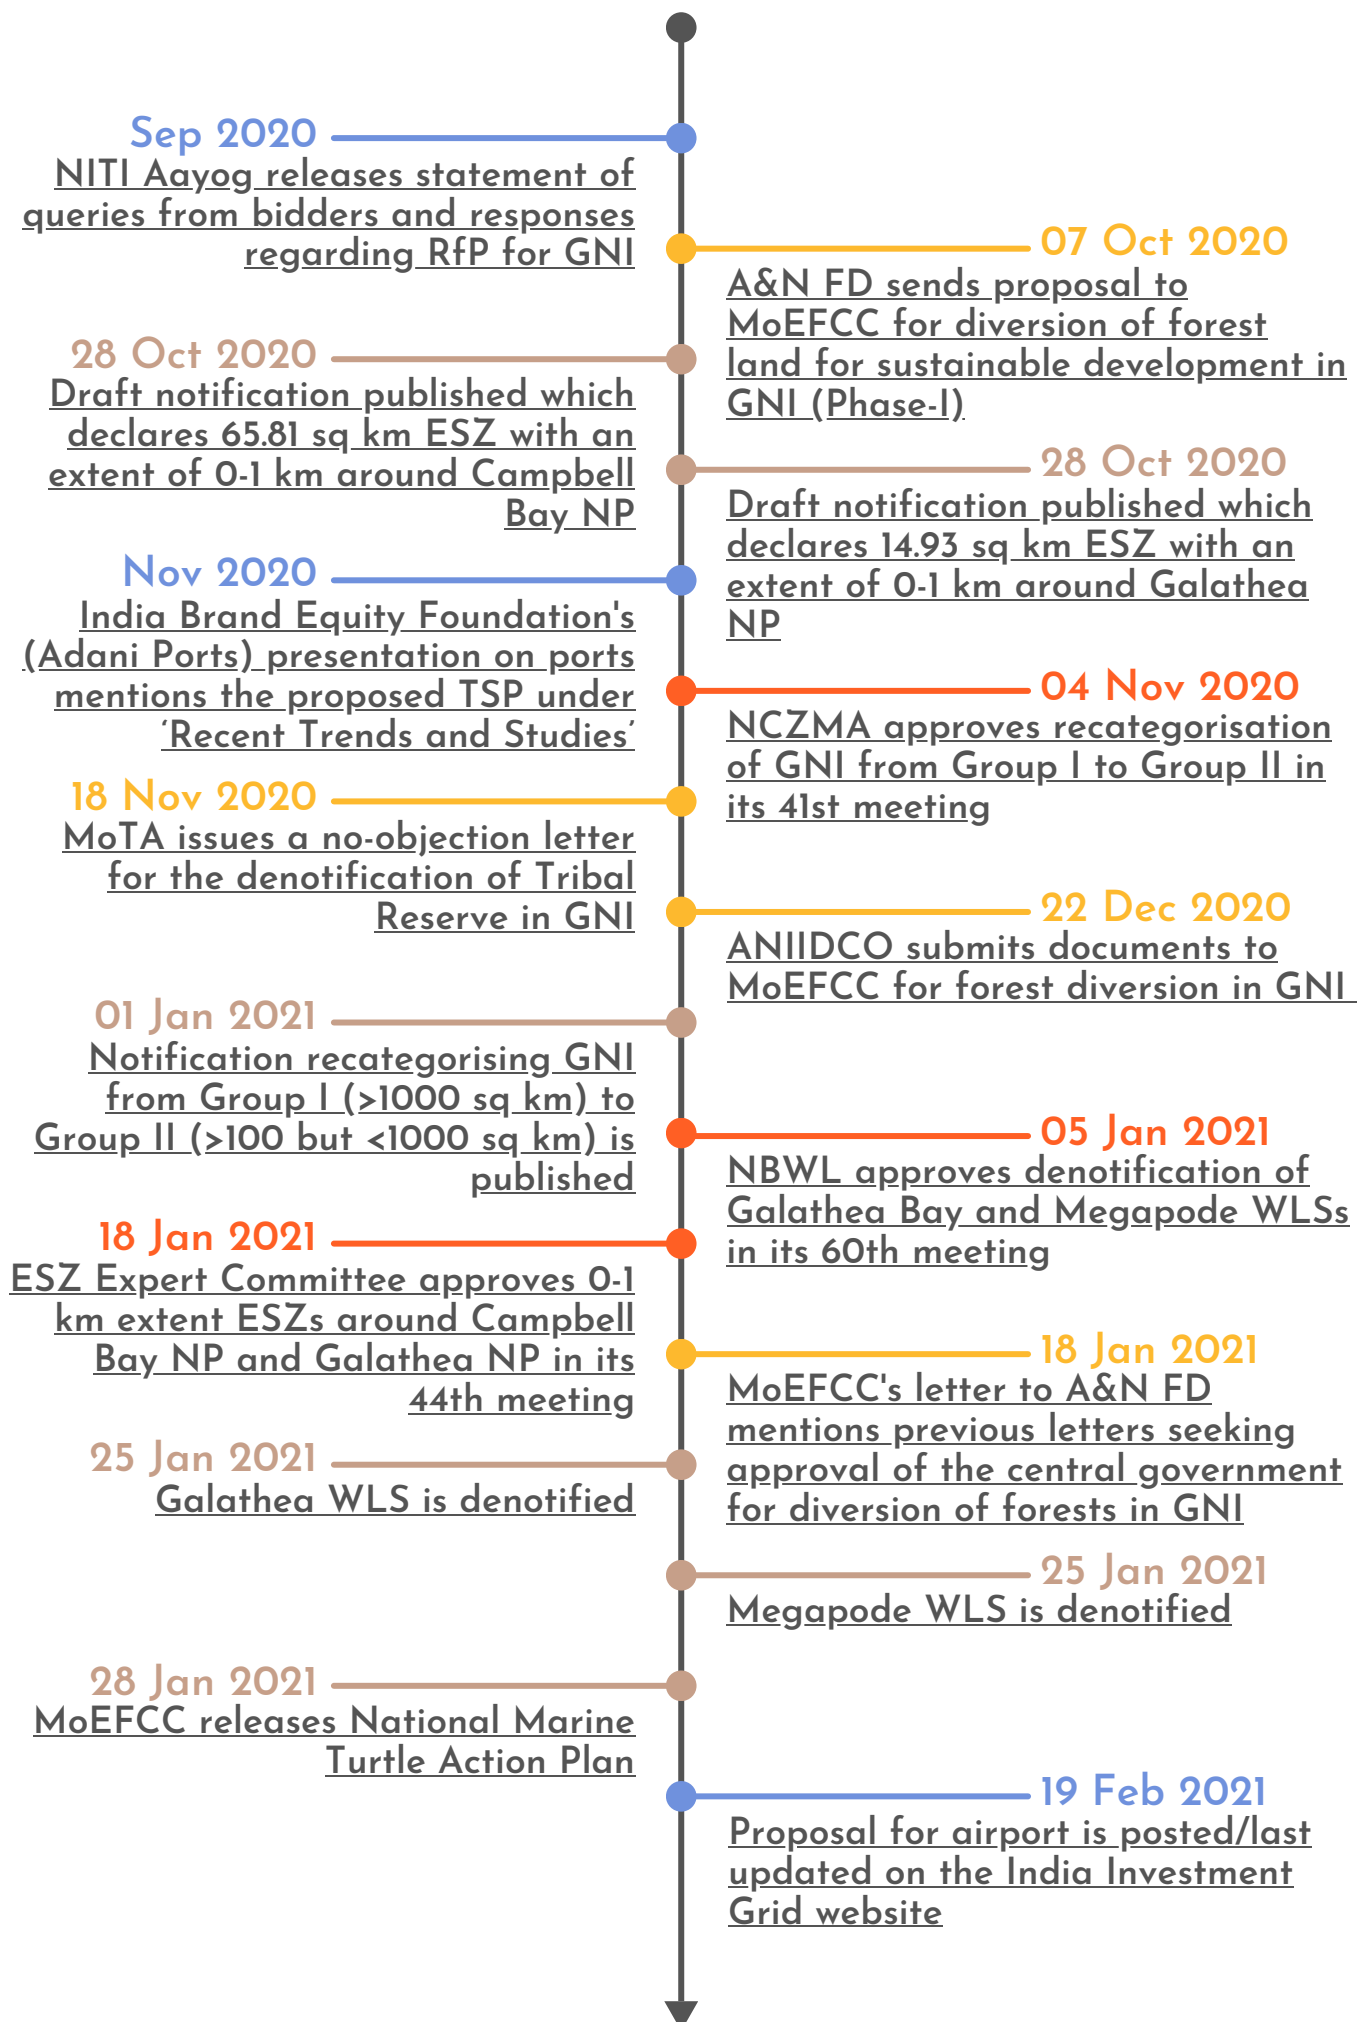 Sep 2020
NITI Aayog releases statement of
queries from bidders and responses
regarding RfP for GNI
07 Oct 2020
A&N FD sends proposal to
MoEFCC for diversion of forest
land for sustainable development in
GNI (Phase-I)
28 Oct 2020
Draft notification published which
declares 65.81 sq km ESZ with an
extent of 0-1 km around Campbell
Bay NP
28 Oct 2020
Draft notification published which
declares 14.93 sq km ESZ with an
extent of 0-1 km around Galathea
NP
Nov 2020
India Brand Equity Foundation's
(Adani Ports) presentation on ports
mentions the proposed TSP under
‘Recent Trends and Studies’
04 Nov 2020
NCZMA approves recategorisation
of GNI from Group I to Group II in
its 41st meeting
18 Nov 2020
MoTA issues a no-objection letter
for the denotification of Tribal
Reserve in GNI
22 Dec 2020
ANIIDCO submits documents to
MoEFCC for forest diversion in GNI
01 Jan 2021
Notification recategorising GNI
from Group I (>1000 sq km) to
Group II (>100 but <1000 sq km) is
published
05 Jan 2021
NBWL approves denotification of
Galathea Bay and Megapode WLSs
in its 60th meeting
18 Jan 2021
ESZ Expert Committee approves 0-1
km extent ESZs around Campbell
Bay NP and Galathea NP in its
44th meeting
18 Jan 2021
MoEFCC's letter to A&N FD
mentions previous letters seeking
approval of the central government
for diversion of forests in GNI
25 Jan 2021
Galathea WLS is denotified
25 Jan 2021
Megapode WLS is denotified
28 Jan 2021
MoEFCC releases National Marine
Turtle Action Plan
19 Feb 2021
Proposal for airport is posted/last
updated on the India Investment
Grid website